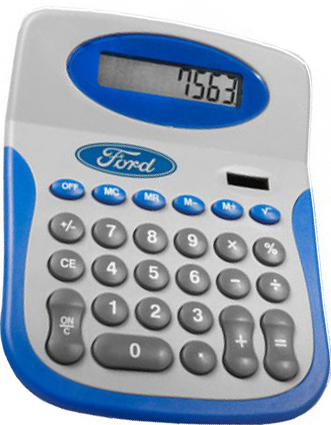 7563
Ford
OFF MC MR M- M+ √
+/- 7 8 9 × %
CE 4 5 6 - ÷
ON/C 1 2 3 + =
0 .